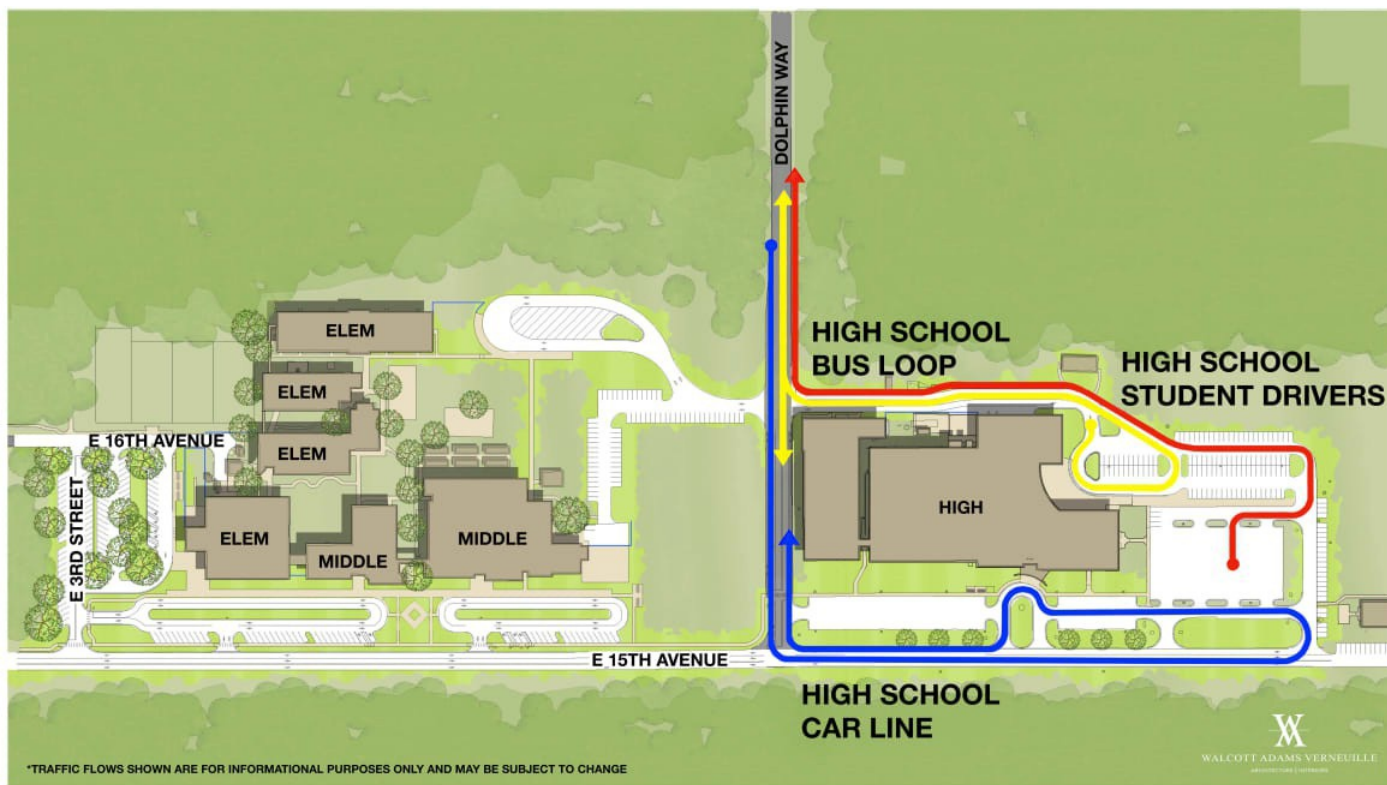 DOLPHIN WAY
ELEM
HIGH SCHOOL
BUS LOOP
HIGH SCHOOL
STUDENT DRIVERS
ELEM
E 16TH AVENUE
ELEM
E 3RD STREET
ELEM
MIDDLE
MIDDLE
HIGH
E 15TH AVENUE
HIGH SCHOOL
CAR LINE
WALCOTT ADAMS VERNEUILLE
ARCHITECTURE | INTERIORS
*TRAFFIC FLOWS SHOWN ARE FOR INFORMATIONAL PURPOSES ONLY AND MAY BE SUBJECT TO CHANGE